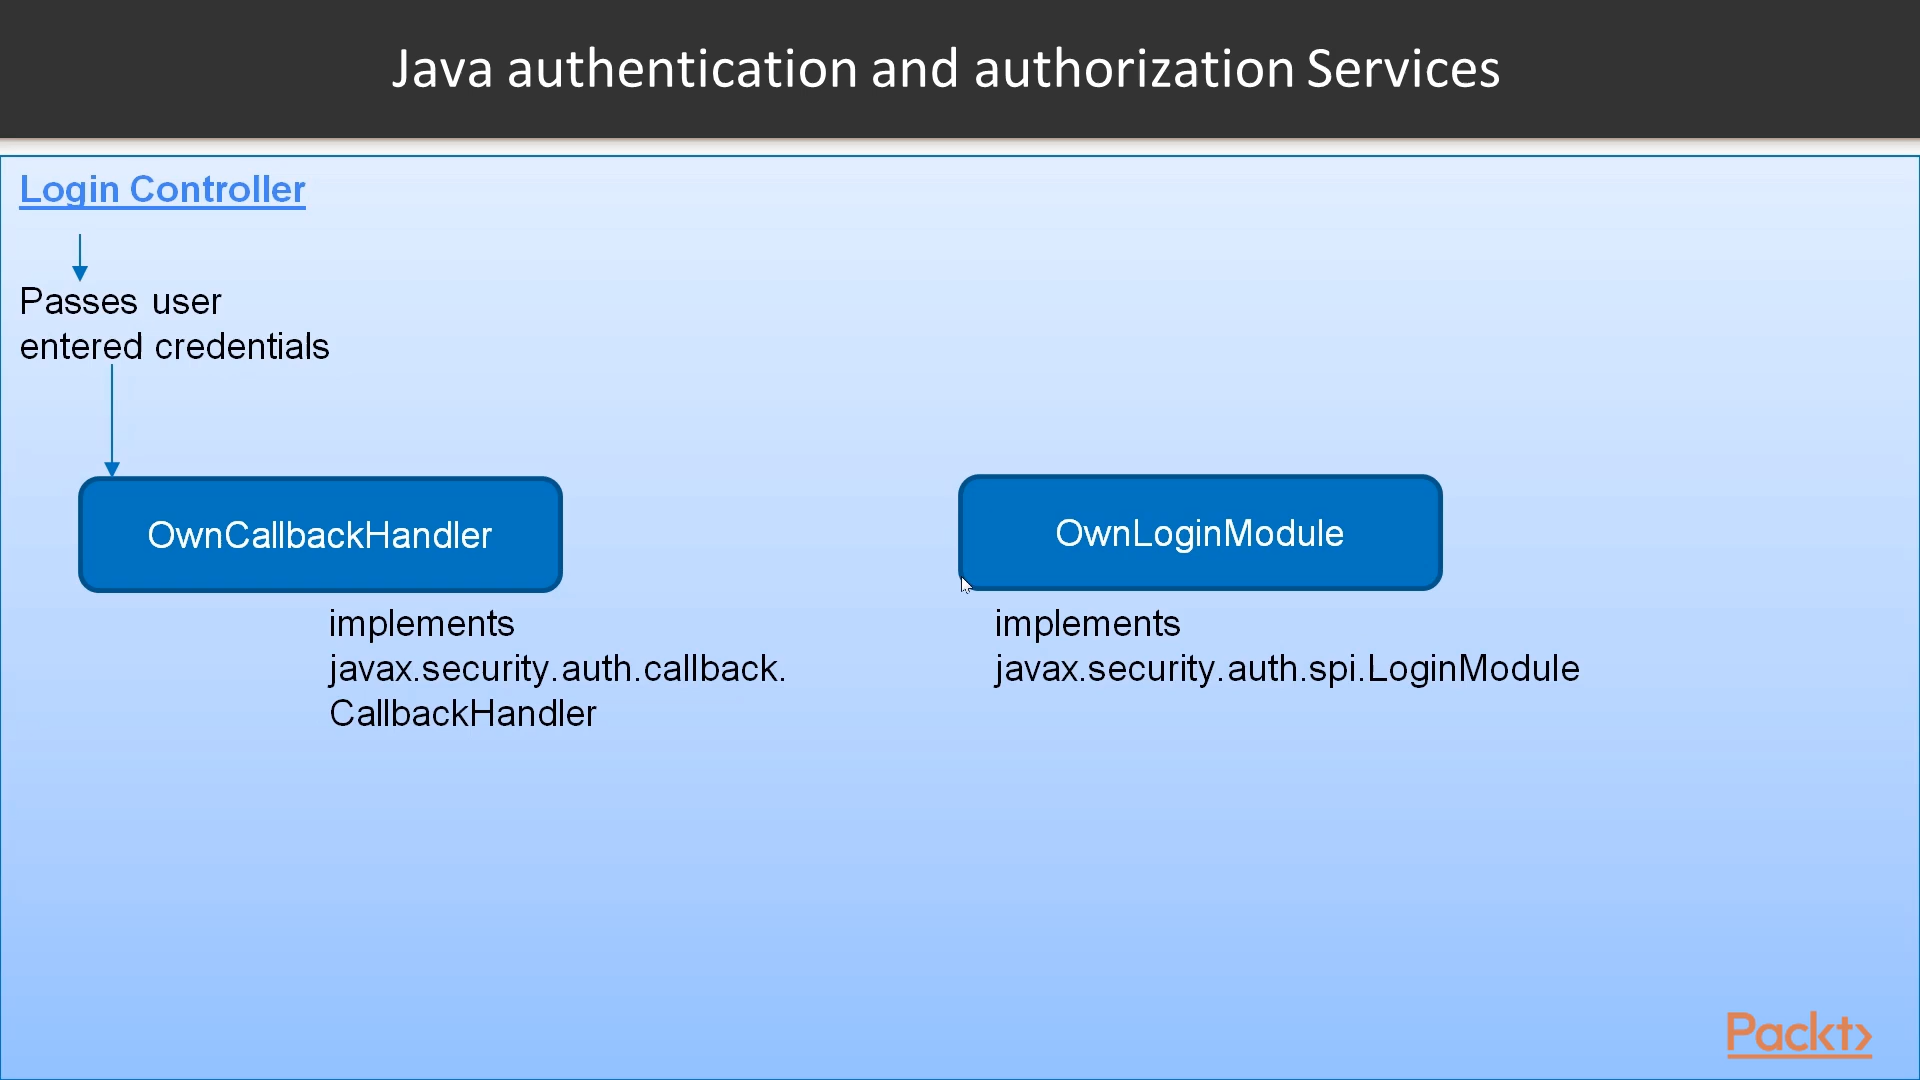 Java authentication and authorization Services
Login Controller
Passes user
entered credentials
OwnCallbackHandler
implements
javax.security.auth.callback.
CallbackHandler
OwnLoginModule
implements
javax.security.auth.spi.LoginModule
Packt>